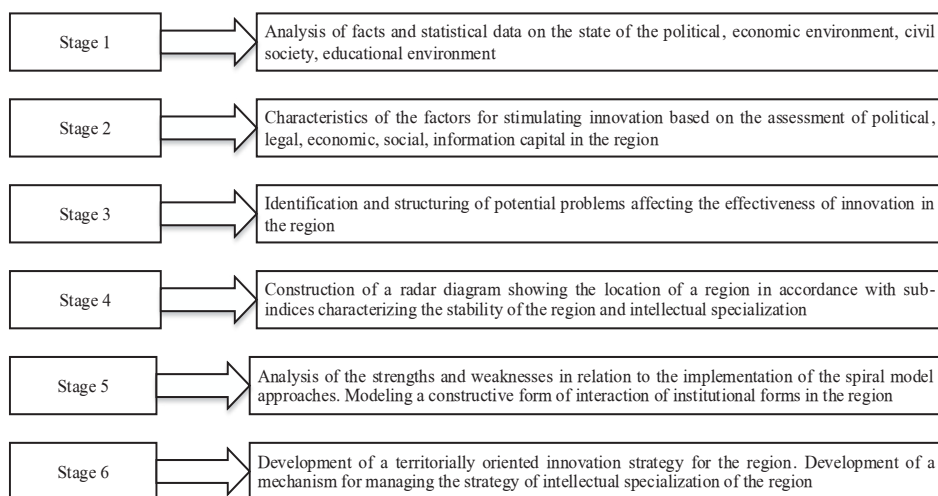 Stage 1
Analysis of facts and statistical data on the state of the political, economic environment, civil
society, educational environment
Stage 2
Characteristics of the factors for stimulating innovation based on the assessment of political,
legal, economic, social, information capital in the region
Stage 3
Identification and structuring of potential problems affecting the effectiveness of innovation in
the region
Stage 4
Construction of a radar diagram showing the location of a region in accordance with sub-
indices characterizing the stability of the region and intellectual specialization
Stage 5
Analysis of the strengths and weaknesses in relation to the implementation of the spiral model
approaches. Modeling a constructive form of interaction of institutional forms in the region
Stage 6
Development of a territorially oriented innovation strategy for the region. Development of a
mechanism for managing the strategy of intellectual specialization of the region